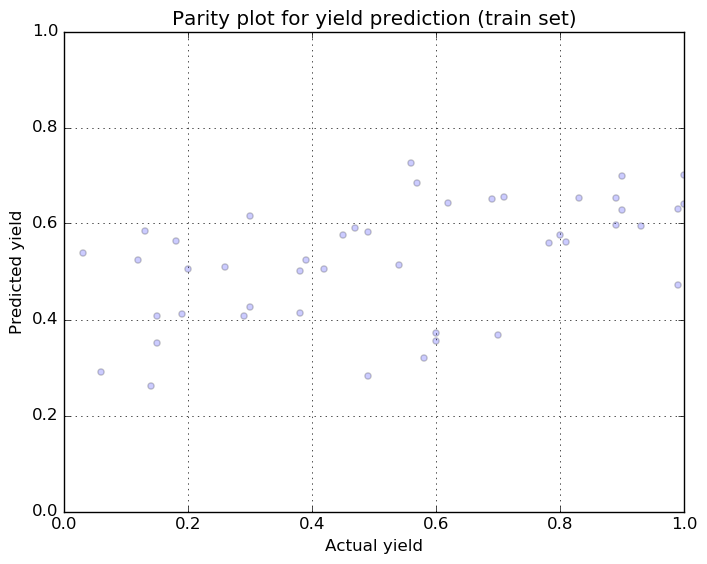 Parity plot for yield prediction (train set)
1.0
0.8
0.6
0.4
0.2
0.0
Predicted yield
0.0 0.2 0.4 0.6 0.8 1.0
Actual yield